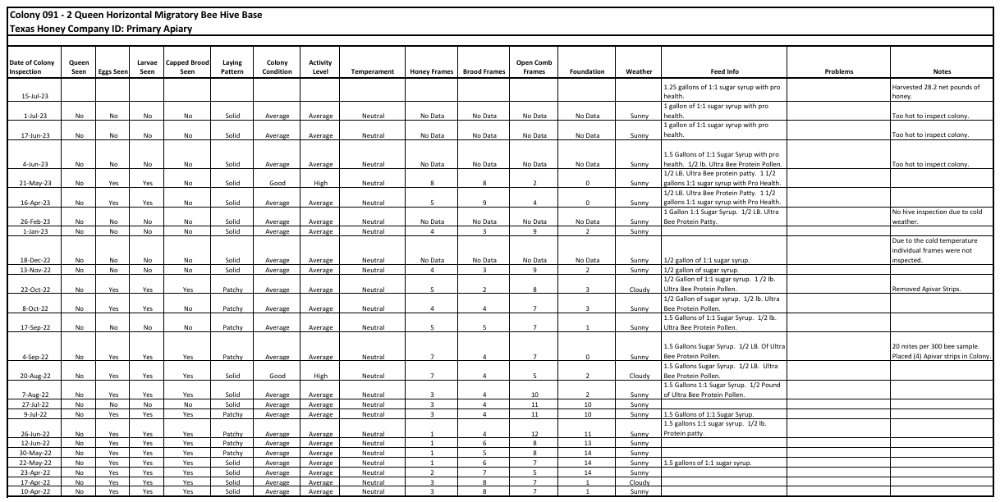 Colony 091 - 2 Queen Horizontal Migratory Bee Hive Base
Texas Honey Company ID: Primary Apiary
Date of Colony Inspection Queen Seen Eggs Seen Larvae Seen Capped Brood Seen Laying Pattern Colony Condition Activity Level Temperament Honey Frames Brood Frames Open Comb Frames Foundation Weather Feed Info Problems Notes
15-Jul-23 1.25 gallons of 1:1 sugar syrup with pro health. Harvested 28.2 net pounds of honey.
1-Jul-23 No No No No Solid Average Average Neutral No Data No Data No Data No Data Sunny 1 gallon of 1:1 sugar syrup with pro health. Too hot to inspect colony.
17-Jun-23 No No No No Solid Average Average Neutral No Data No Data No Data No Data Sunny 1 gallon of 1:1 sugar syrup with pro health. Too hot to inspect colony.
4-Jun-23 No No No No Solid Average Average Neutral No Data No Data No Data No Data Sunny 1.5 Gallons of 1:1 Sugar Syrup with pro health. 1/2 lb. Ultra Bee Protein Pollen. Too hot to inspect colony.
21-May-23 No Yes Yes No Solid Good High Neutral 8 8 2 0 Sunny 1/2 LB. Ultra Bee protein patty. 1 1/2 gallons 1:1 sugar syrup with Pro Health.
16-Apr-23 No Yes Yes No Solid Average Average Neutral 5 9 4 0 Sunny 1/2 LB. Ultra Bee Protein Patty. 1 1/2 gallons 1:1 sugar syrup with Pro Health.
26-Feb-23 No No No No Solid Average Average Neutral No Data No Data No Data No Data Sunny 1 Gallon 1:1 Sugar Syrup. 1/2 LB. Ultra Bee Protein Patty. No hive inspection due to cold weather.
1-Jan-23 No No No No Solid Average Average Neutral 4 3 9 2 Sunny
18-Dec-22 No No No No Solid Average Average Neutral No Data No Data No Data No Data Sunny 1/2 gallon of 1:1 sugar syrup. Due to the cold temperature individual frames were not inspected.
13-Nov-22 No No No No Solid Average Average Neutral 4 3 9 2 Sunny 1/2 gallon of sugar syrup.
22-Oct-22 No Yes Yes Yes Patchy Average Average Neutral 5 2 8 3 Cloudy 1/2 Gallon of 1:1 sugar syrup. 1 /2 lb. Ultra Bee Protein Pollen. Removed Apivar Strips.
8-Oct-22 No Yes Yes No Patchy Average Average Neutral 4 4 7 3 Sunny 1/2 Gallon of sugar syrup. 1/2 lb. Ultra Bee Protein Pollen.
17-Sep-22 No No No No Patchy Average Average Neutral 5 5 7 1 Sunny 1.5 Gallons of 1:1 Sugar Syrup. 1/2 lb. Ultra Bee Protein Pollen.
4-Sep-22 No Yes Yes Yes Solid Average Average Neutral 7 4 7 0 Sunny 1.5 Gallons Sugar Syrup. 1/2 LB. Of Ultra Bee Protein Pollen. 20 mites per 300 bee sample. Placed (4) Apivar strips in Colony.
20-Aug-22 No Yes Yes Yes Solid Good High Neutral 7 4 5 2 Cloudy 1.5 Gallons Sugar Syrup. 1/2 LB. Ultra Bee Protein Pollen.
7-Aug-22 No Yes Yes Yes Solid Average Average Neutral 3 4 10 2 Sunny 1.5 Gallons 1:1 Sugar Syrup. 1/2 Pound of Ultra Bee Protein Pollen.
27-Jul-22 No No No No Solid Average Average Neutral 3 4 11 10 Sunny
9-Jul-22 No Yes Yes Yes Patchy Average Average Neutral 3 4 11 10 Sunny 1.5 Gallons of 1:1 Sugar Syrup.
26-Jun-22 No Yes Yes Yes Patchy Average Average Neutral 1 4 12 11 Sunny 1.5 gallons 1:1 sugar syrup. 1/2 lb. Protein patty.
12-Jun-22 No Yes Yes Yes Patchy Average Average Neutral 1 6 8 13 Sunny
30-May-22 No Yes Yes Yes Patchy Average Average Neutral 1 5 8 14 Sunny
22-May-22 No Yes Yes Yes Solid Average Average Neutral 1 6 7 14 Sunny 1.5 gallons of 1:1 sugar syrup.
23-Apr-22 No Yes Yes Yes Solid Average Average Neutral 2 7 5 14 Sunny
17-Apr-22 No Yes Yes Yes Solid Average Average Neutral 3 8 7 1 Cloudy
10-Apr-22 No Yes Yes Yes Solid Average Average Neutral 3 8 7 1 Sunny